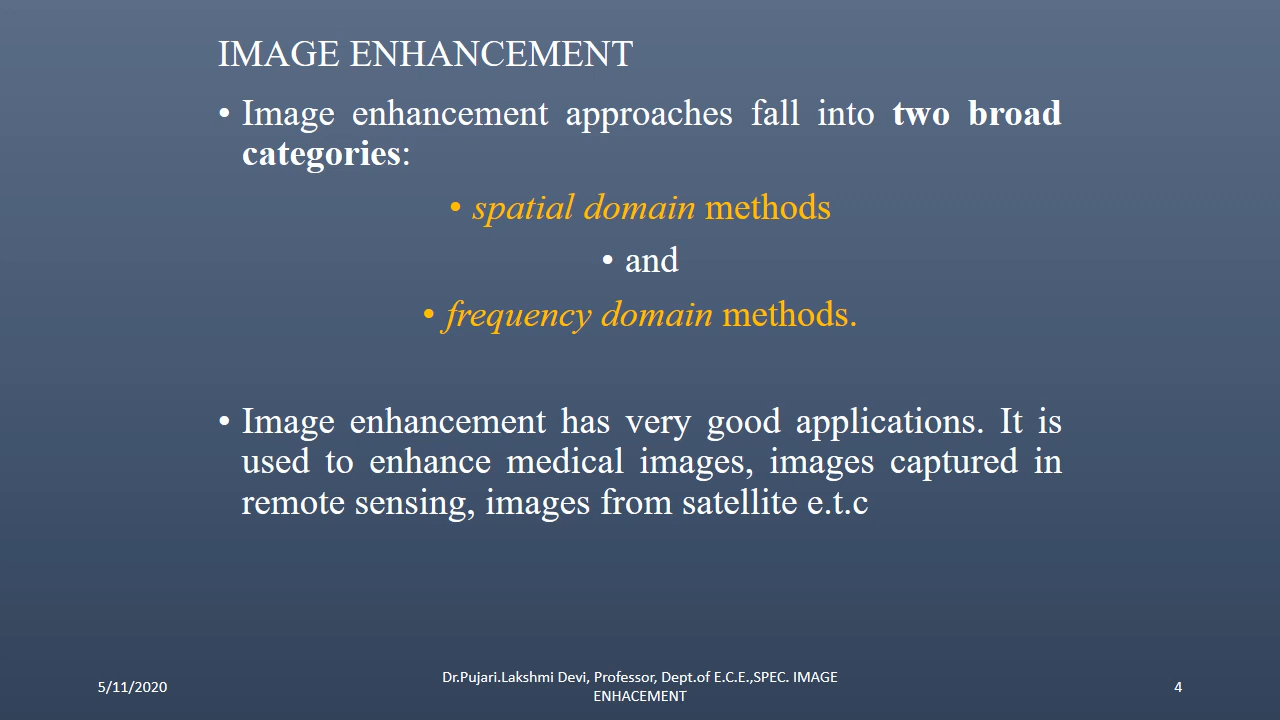 IMAGE ENHANCEMENT
• Image enhancement approaches fall into two broad
categories:
• spatial domain methods
• and
• frequency domain methods.
• Image enhancement has very good applications. It is
used to enhance medical images, images captured in
remote sensing, images from satellite e.t.c
5/11/2020
Dr.Pujari.Lakshmi Devi, Professor, Dept.of E.C.E.,SPEC. IMAGE
ENHACEMENT
4